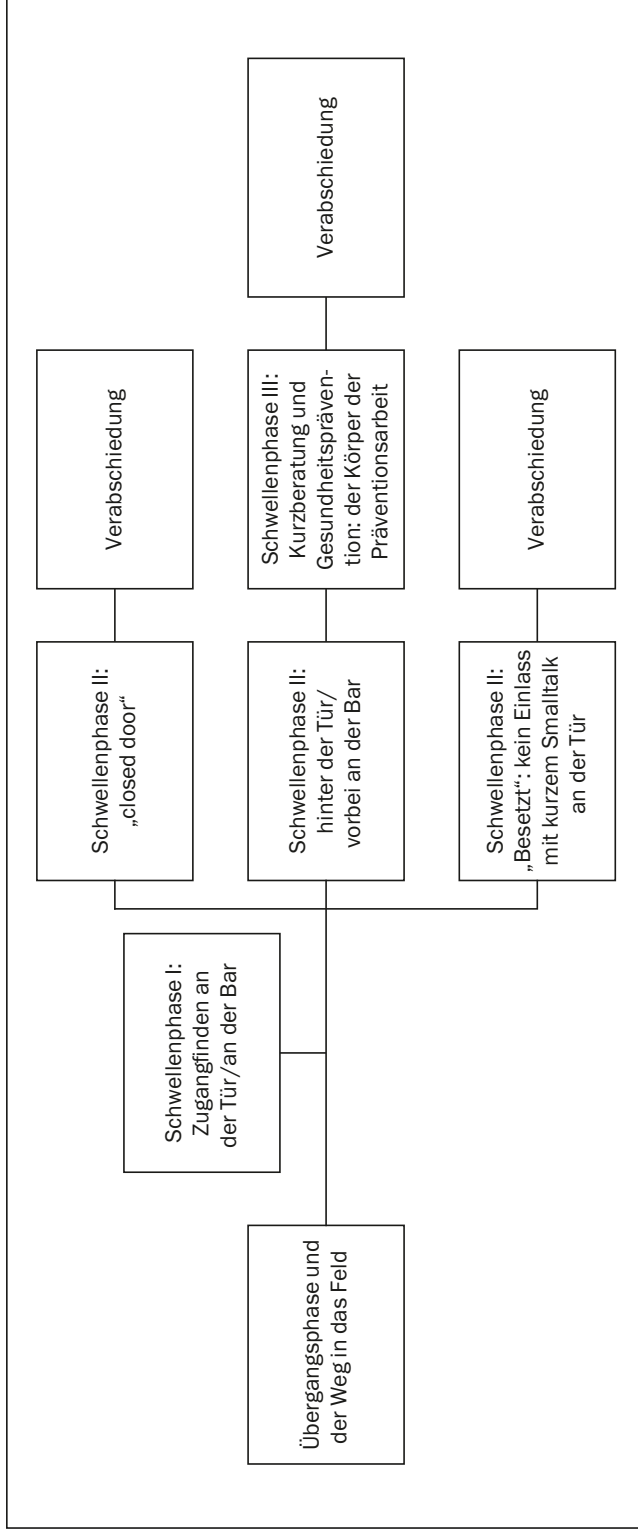 Übergangsphase und
der Weg in das Feld
Schwellenphase I:
Zugangfinden an
der Tür/an der Bar
Schwellenphase II:
„closed door“
Verabschiedung
Schwellenphase II:
hinter der Tür/
vorbei an der Bar
Schwellenphase III:
Kurzberatung und
Gesundheitspräven-
tion: der Körper der
Präventionsarbeit
Verabschiedung
Schwellenphase II:
„Besetzt“: kein Einlass
mit kurzem Smalltalk
an der Tür
Verabschiedung